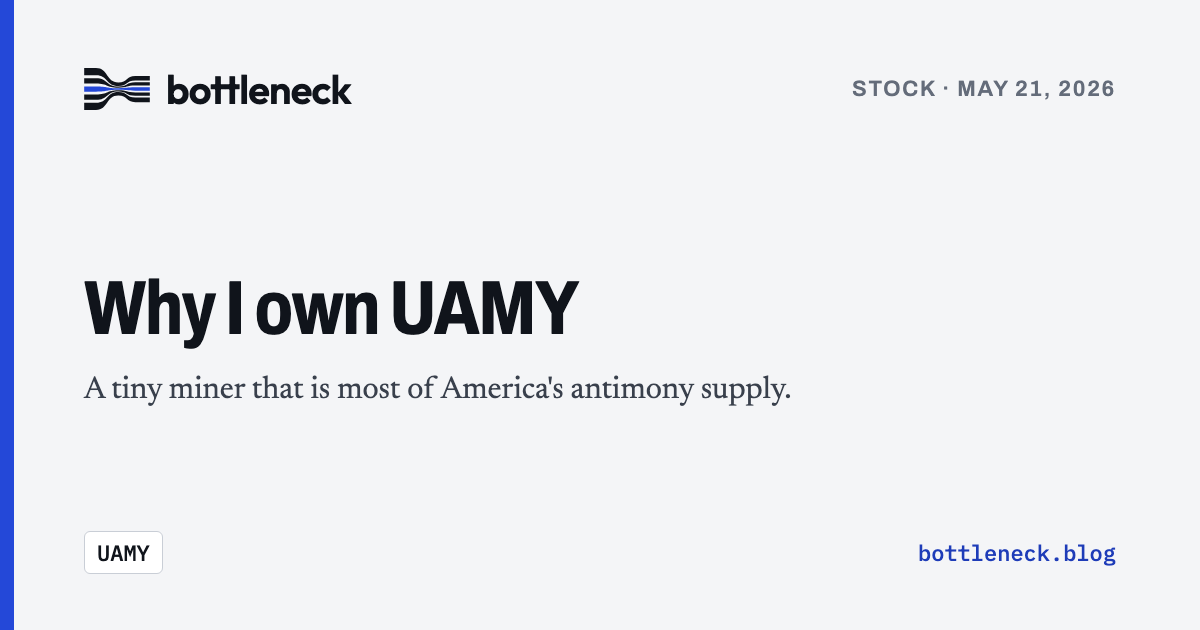 bottleneck
STOCK · MAY 21, 2026
Why I own UAMY
A tiny miner that is most of America's antimony supply.
UAMY
bottleneck.blog